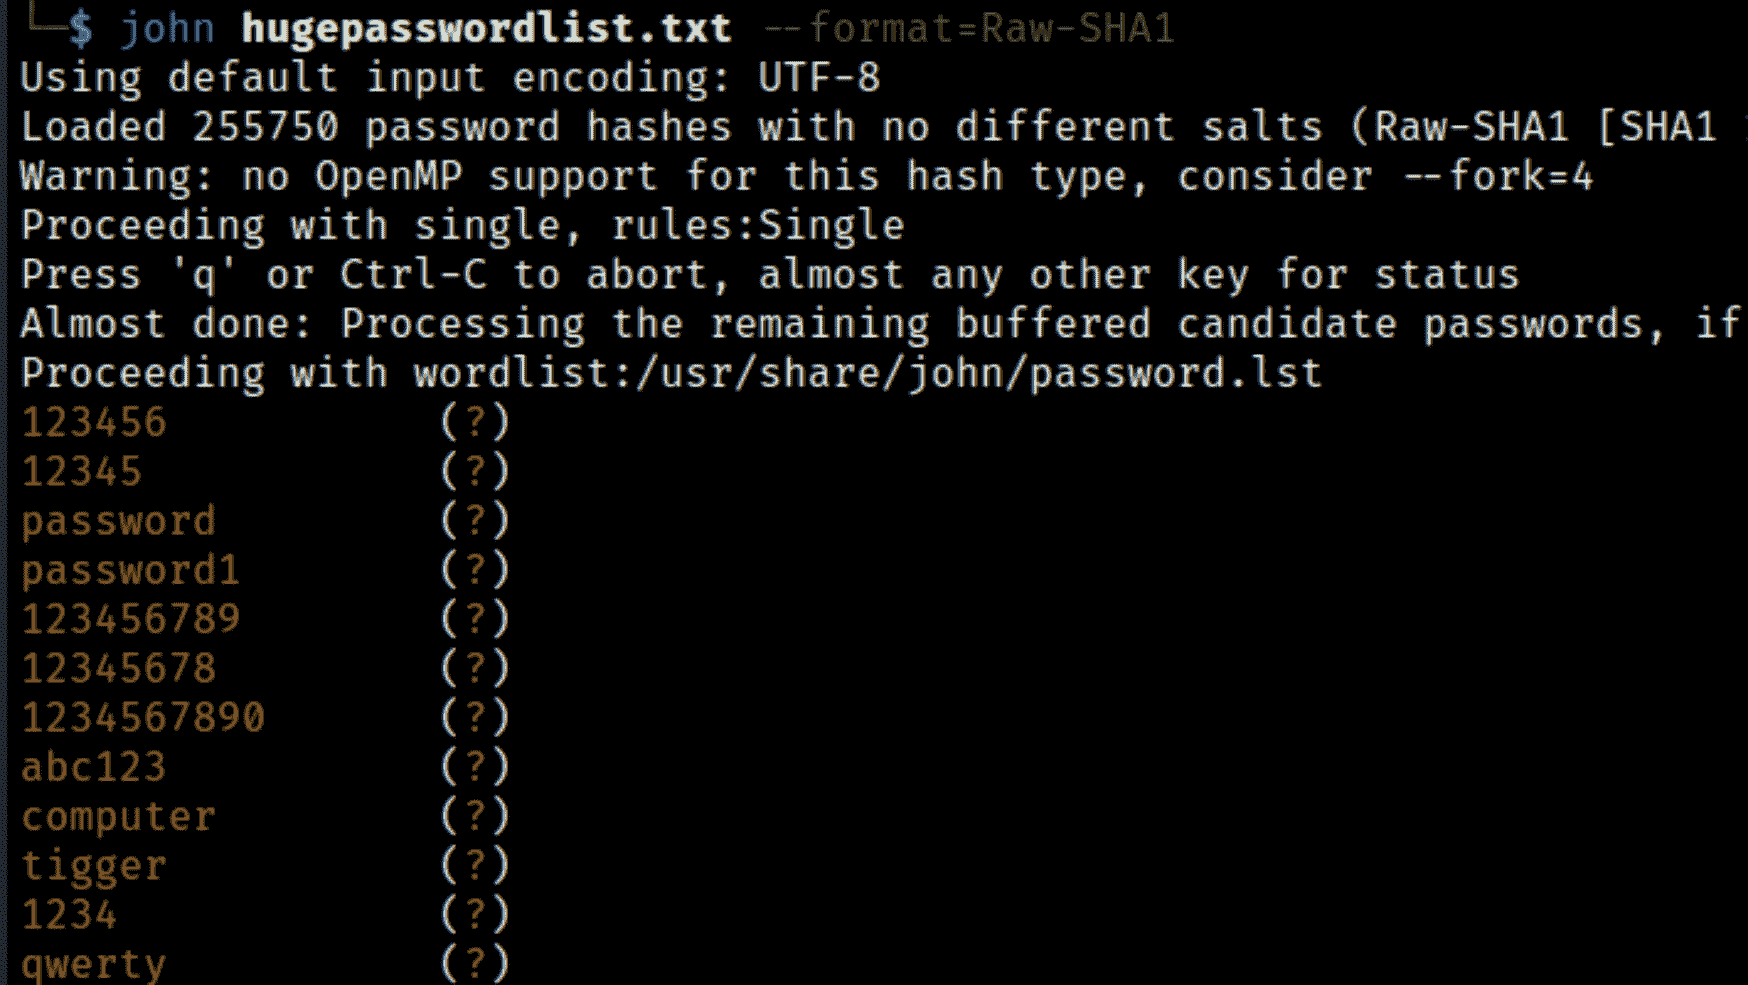 └─$ john hugepasswordlist.txt --format=Raw-SHA1
Using default input encoding: UTF-8
Loaded 255750 password hashes with no different salts (Raw-SHA1 [SHA1
Warning: no OpenMP support for this hash type, consider --fork=4
Proceeding with single, rules:Single
Press 'q' or Ctrl-C to abort, almost any other key for status
Almost done: Processing the remaining buffered candidate passwords, if
Proceeding with wordlist:/usr/share/john/password.lst
123456 (?)
12345 (?)
password (?)
password1 (?)
123456789 (?)
12345678 (?)
1234567890 (?)
abc123 (?)
computer (?)
tigger (?)
1234 (?)
qwerty (?)